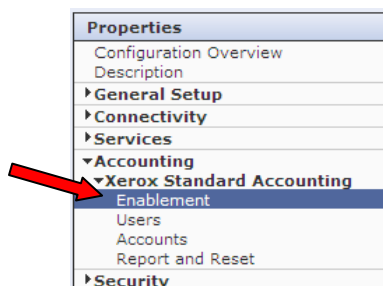 Properties
Configuration Overview
Description
General Setup
Connectivity
Services
Accounting
Xerox Standard Accounting
Enablement
Users
Accounts
Report and Reset
Security